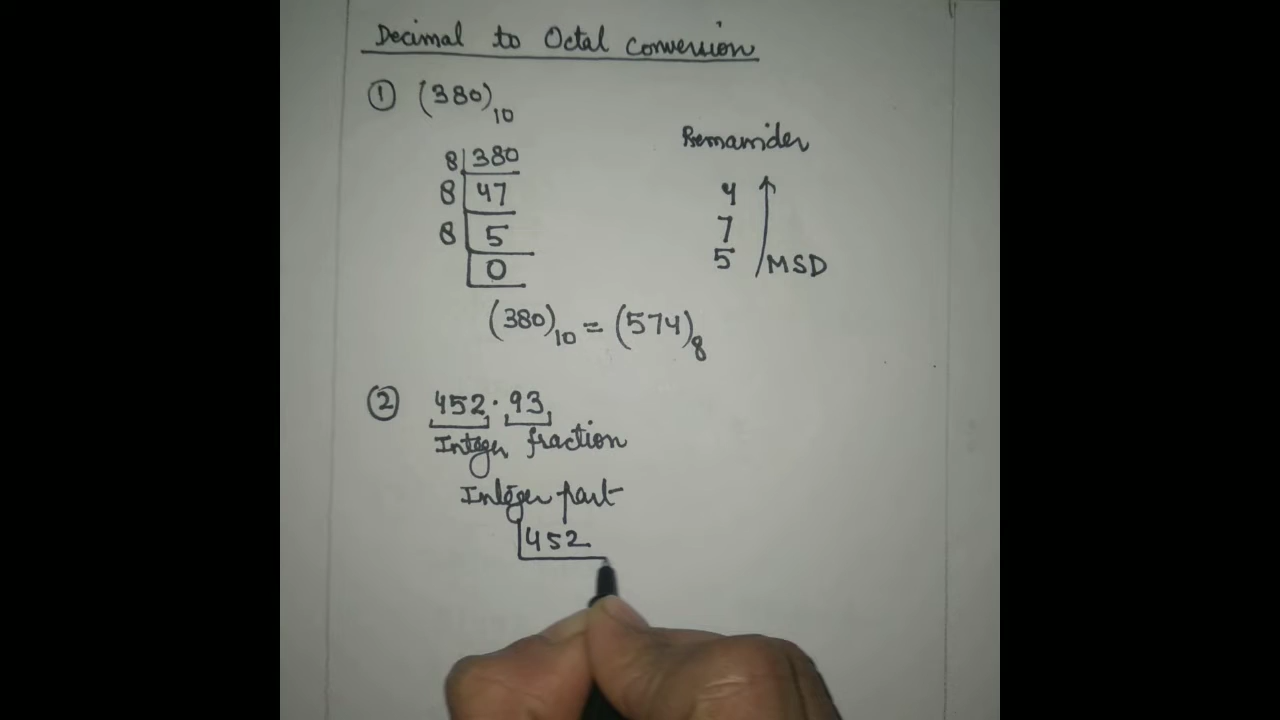 Decimal to Octal Conversion
① (380)10
Remainder
8 380
8 47 4
8 5 7
0 5 MSD
(380)10 = (574)8
② 452.93
Integer fraction
Integer part
452